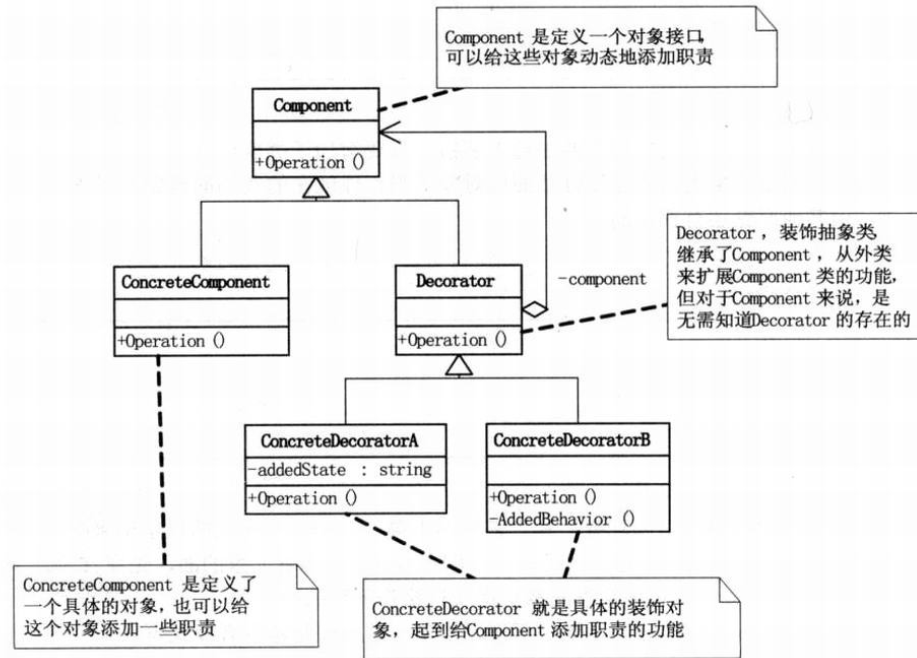 Component 是定义一个对象接口,
可以给这些对象动态地添加职责
Component
+Operation ()
Decorator , 装饰抽象类,
继承了Component , 从外类
来扩展Component 类的功能,
但对于Component 来说, 是
无需知道Decorator 的存在的
ConcreteComponent
+Operation ()
Decorator
+Operation ()
-component
ConcreteDecoratorA
-addedState : string
+Operation ()
ConcreteDecoratorB
+Operation ()
-AddedBehavior ()
ConcreteComponent 是定义了
一个具体的对象, 也可以给
这个对象添加一些职责
ConcreteDecorator 就是具体的装饰对
象, 起到给Component 添加职责的功能